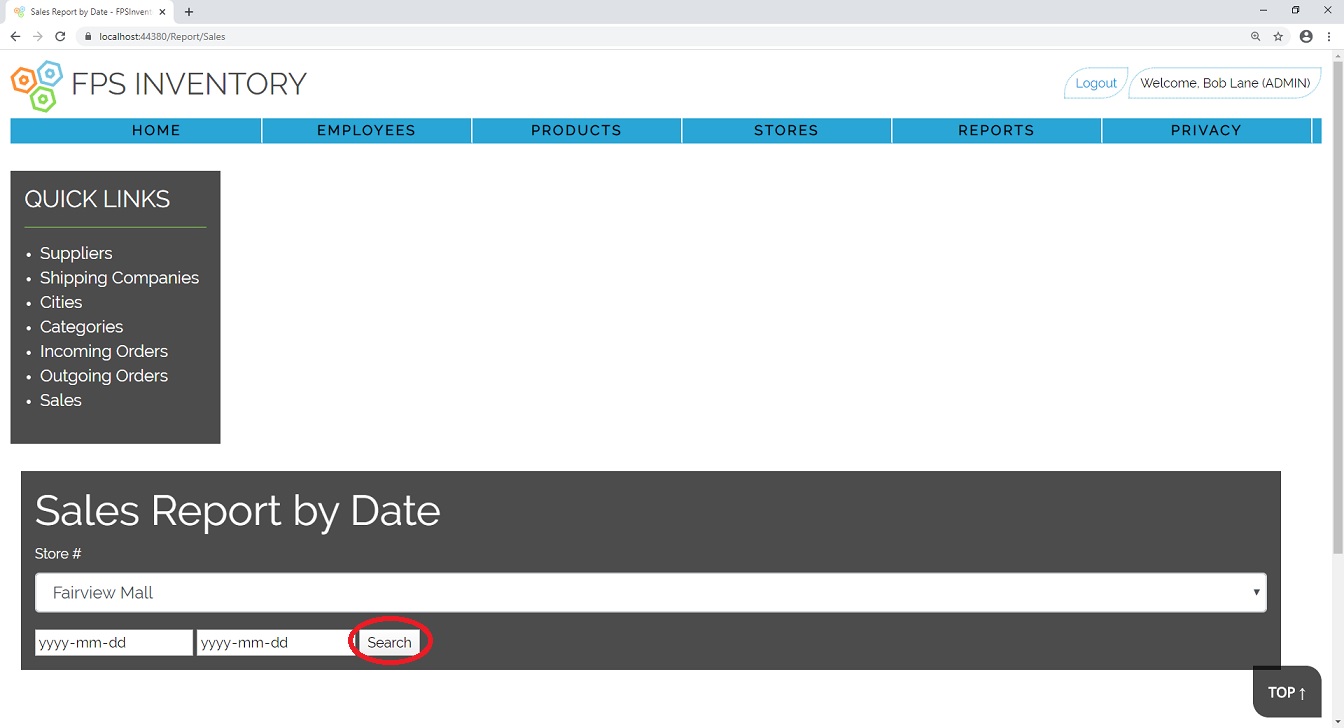 Sales Report by Date - FPSInvent
localhost:44380/Report/Sales
FPS INVENTORY
Logout
Welcome, Bob Lane (ADMIN)
HOME EMPLOYEES PRODUCTS STORES REPORTS PRIVACY
QUICK LINKS
Suppliers
Shipping Companies
Cities
Categories
Incoming Orders
Outgoing Orders
Sales
Sales Report by Date
Store #
Fairview Mall
yyyy-mm-dd yyyy-mm-dd Search
TOP ↑